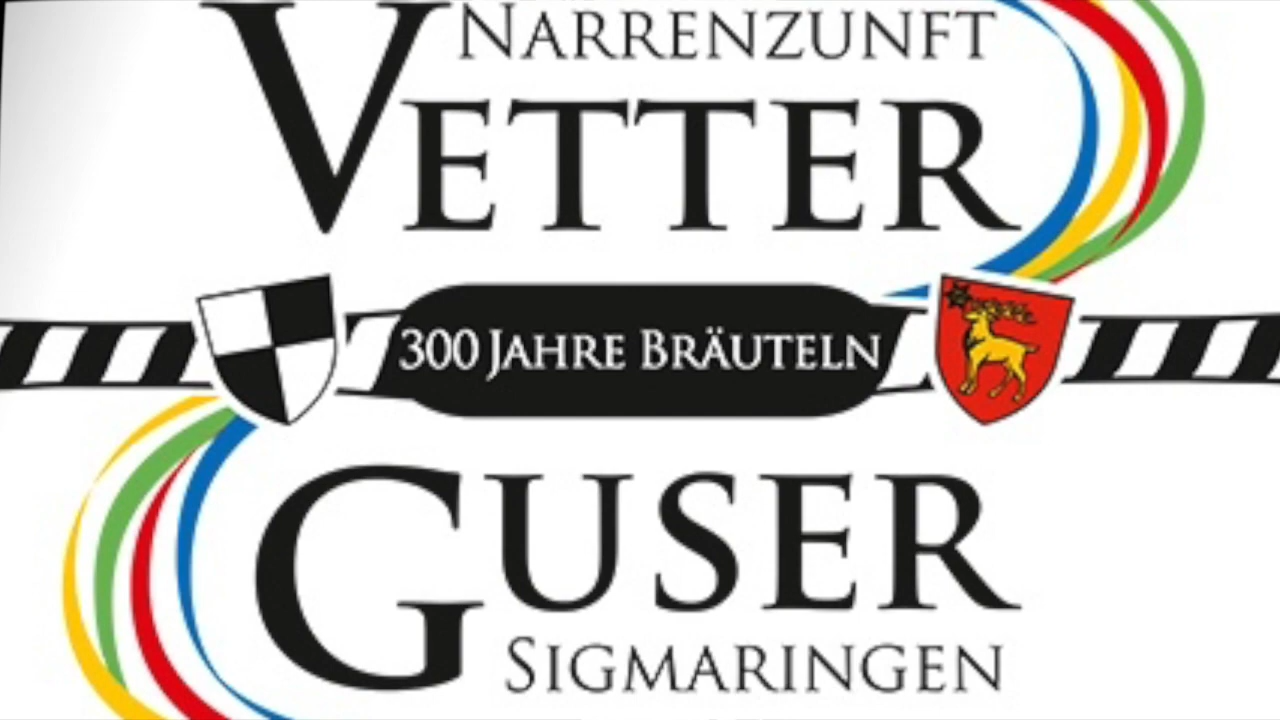 NARRENZUNFT
VETTER
300 JAHRE BRÄUTELN
GUSER
SIGMARINGEN